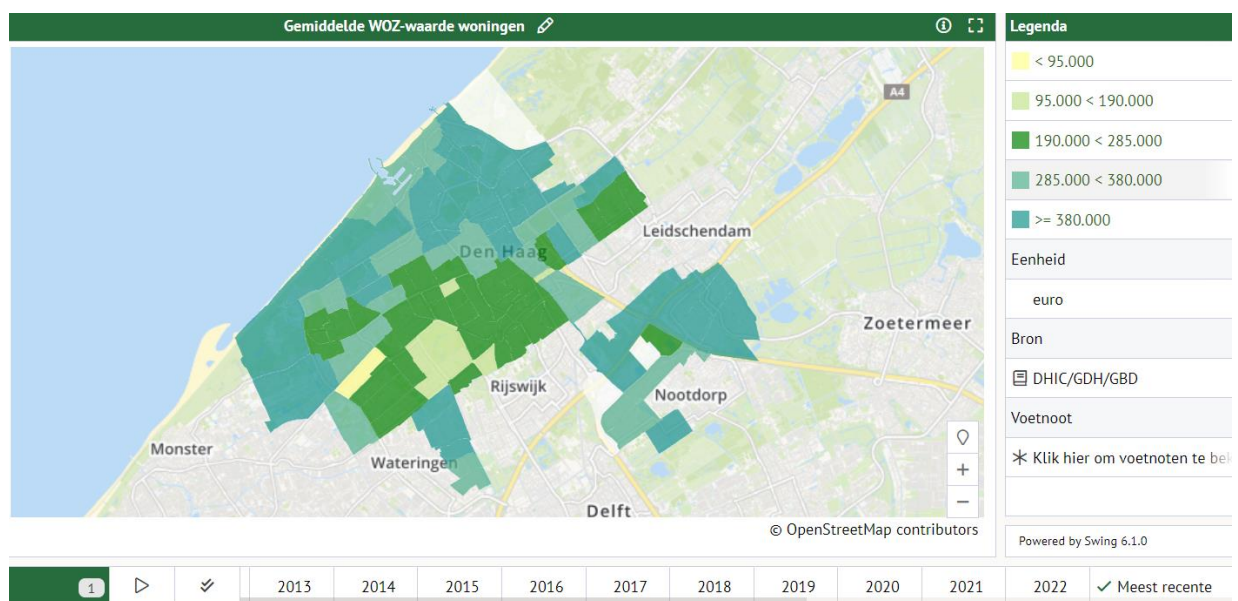 Gemiddelde WOZ-waarde woningen
Legenda
< 95.000
95.000 < 190.000
190.000 < 285.000
285.000 < 380.000
>= 380.000
Eenheid
euro
Bron
DHIC/GDH/GBD
Voetnoot
Klik hier om voetnoten te bek
Powered by Swing 6.1.0
A4
Leidschendam
Den Haag
Zoetermeer
Rijswijk
Nootdorp
Monster
Wateringen
Delft
© OpenStreetMap contributors
1 2013 2014 2015 2016 2017 2018 2019 2020 2021 2022 Meest recente